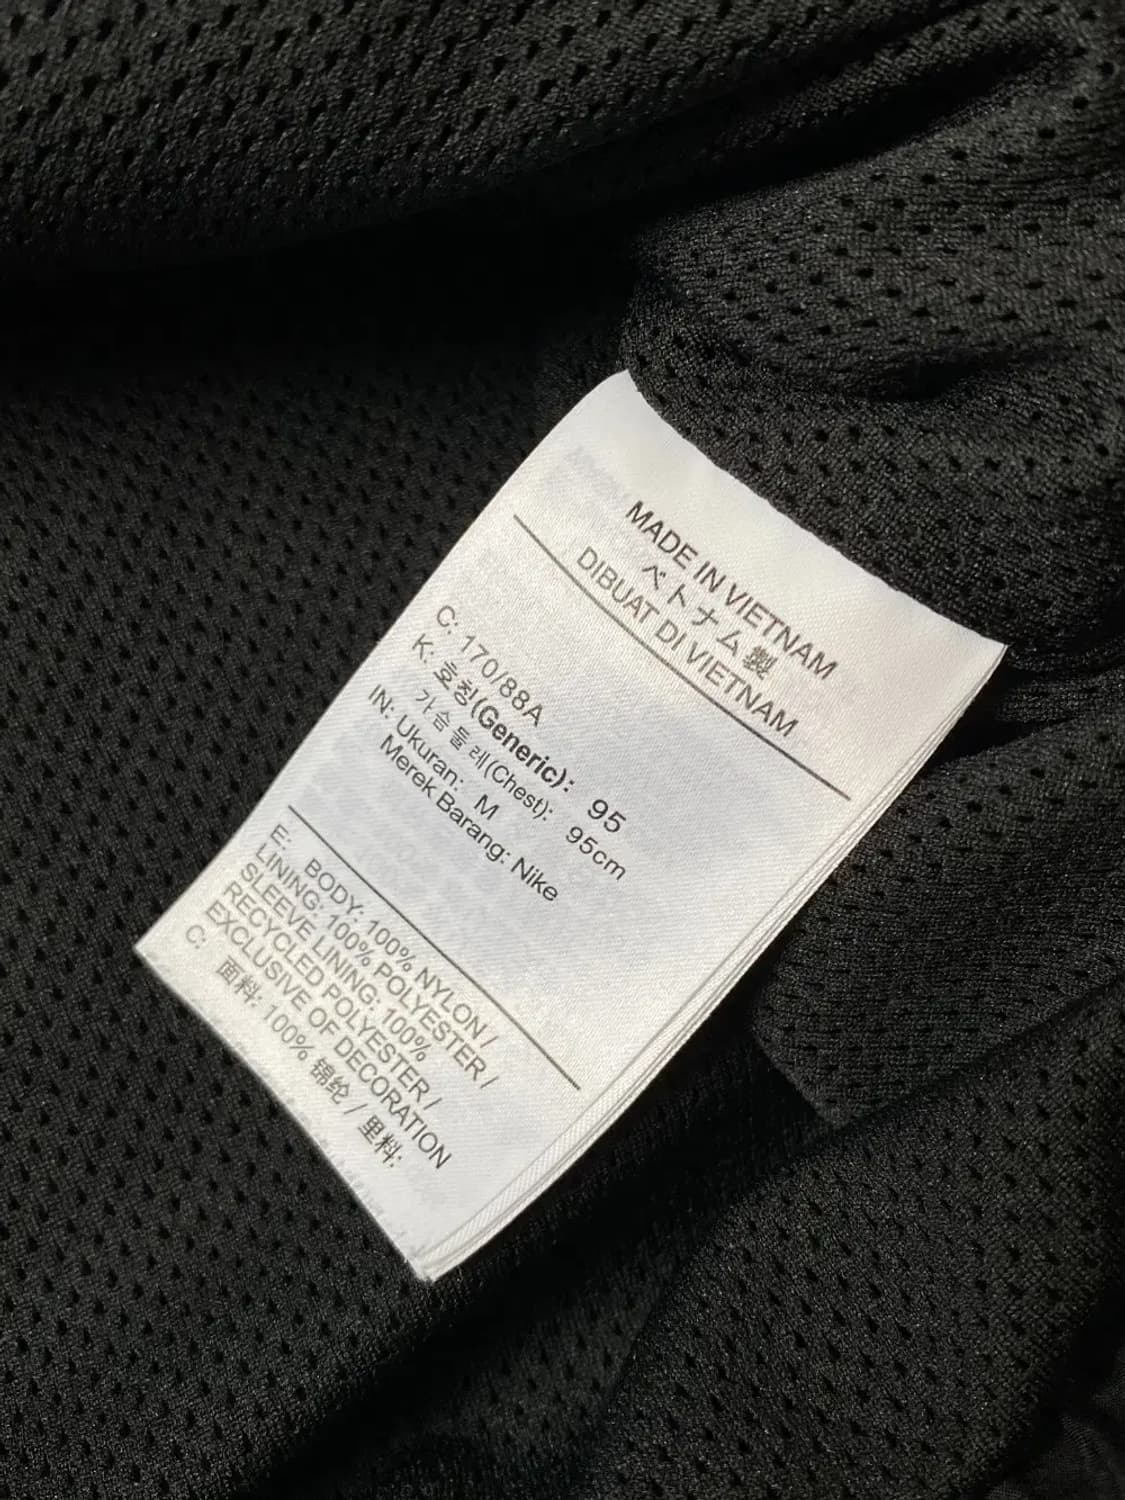 MADE IN VIETNAM
ベトナム製
DIBUAT DI VIETNAM
C: 170/88A
K: 호칭(Generic): 95
가슴둘레(Chest): 95cm
IN: Ukuran: M
Merek Barang: Nike
E: BODY: 100% NYLON /
LINING: 100% POLYESTER /
SLEEVE LINING: 100%
RECYCLED POLYESTER /
EXCLUSIVE OF DECORATION
C: 面料: 100% 锦纶 / 里料: